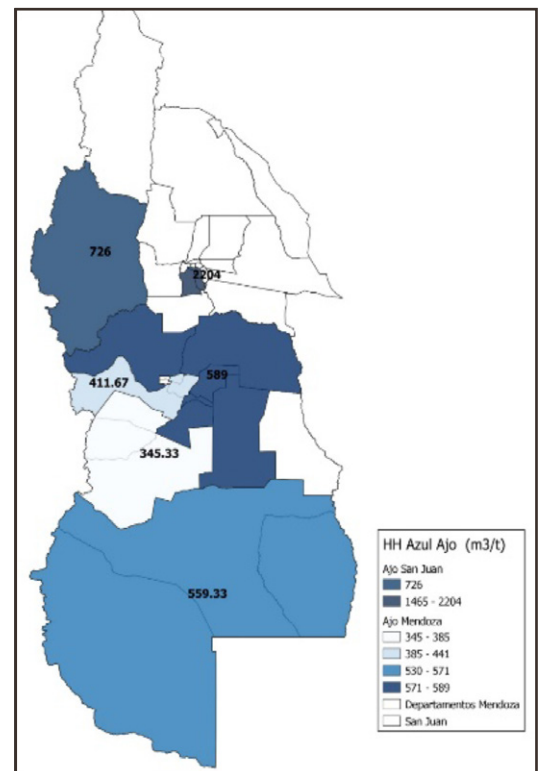 726
2204
411.67
589
345.33
559.33
HH Azul Ajo (m3/t)
Ajo San Juan
726
1465 - 2204
Ajo Mendoza
345 - 385
385 - 441
530 - 571
571 - 589
Departamentos Mendoza
San Juan